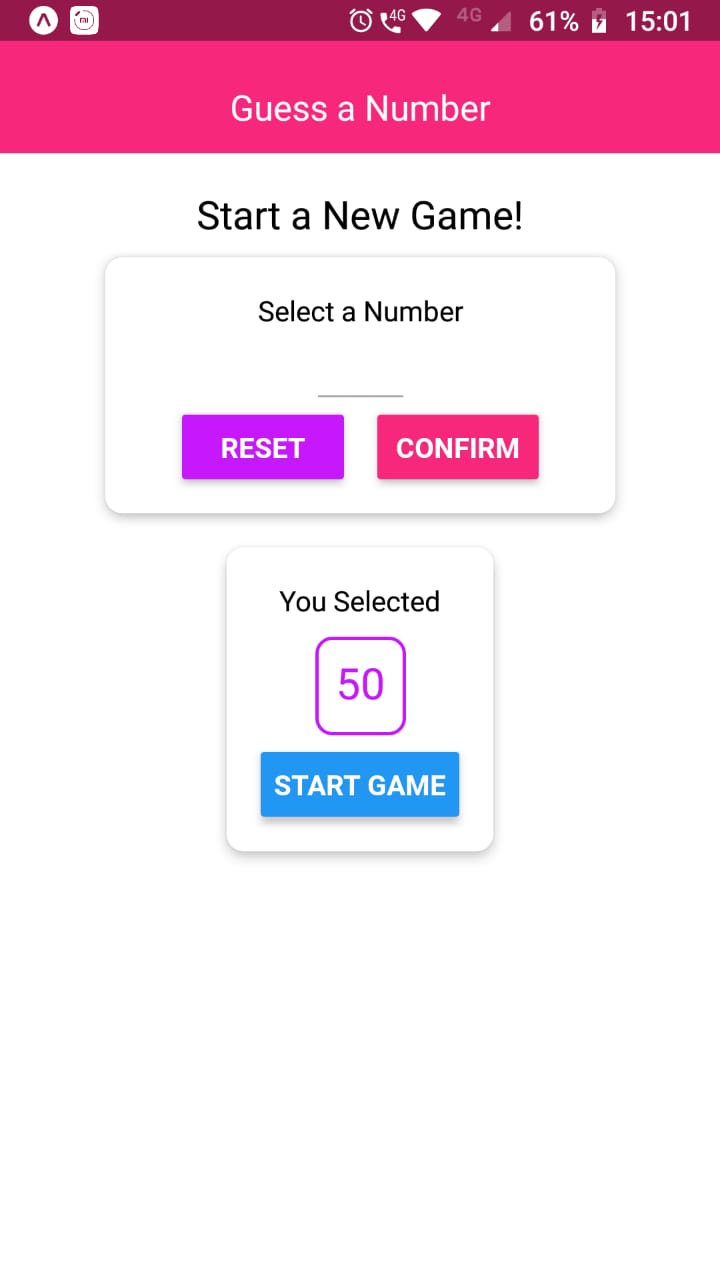 4G 4G 61% 15:01
Guess a Number
Start a New Game!
Select a Number
RESET CONFIRM
You Selected
50
START GAME